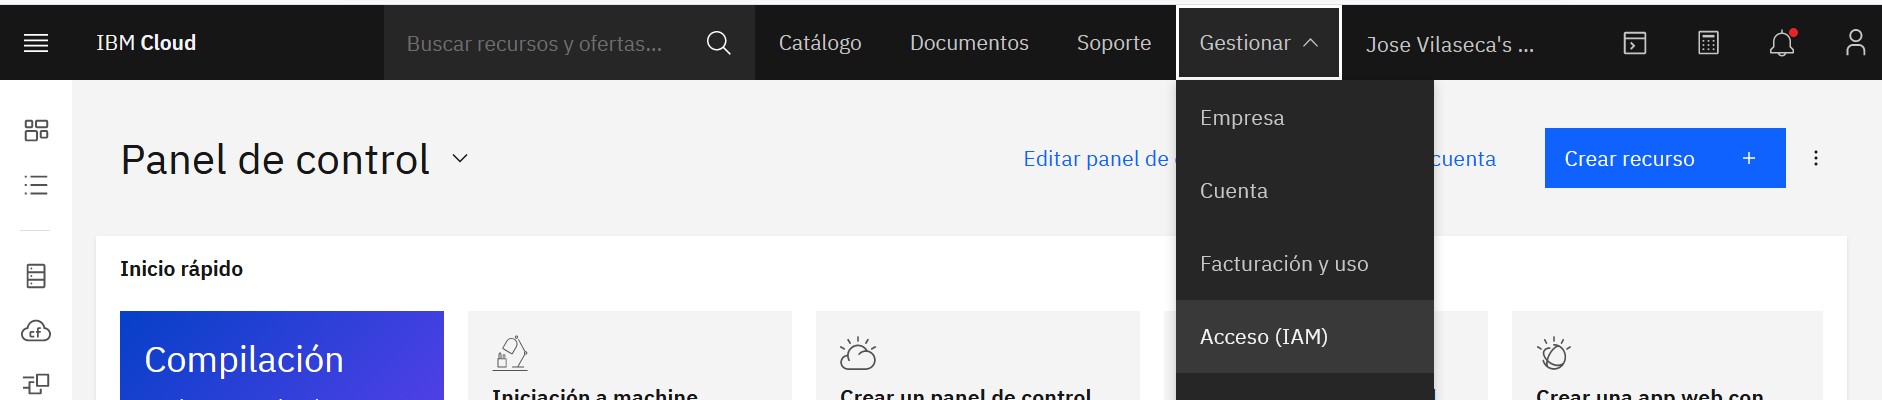 IBM Cloud
Buscar recursos y ofertas...
Catálogo
Documentos
Soporte
Gestionar
Jose Vilaseca's ...
Empresa
Cuenta
Facturación y uso
Acceso (IAM)
Panel de control
Editar panel de
cuenta
Crear recurso +
Inicio rápido
Compilación
Iniciación a machine
Crear un panel de control
Crear una app web con